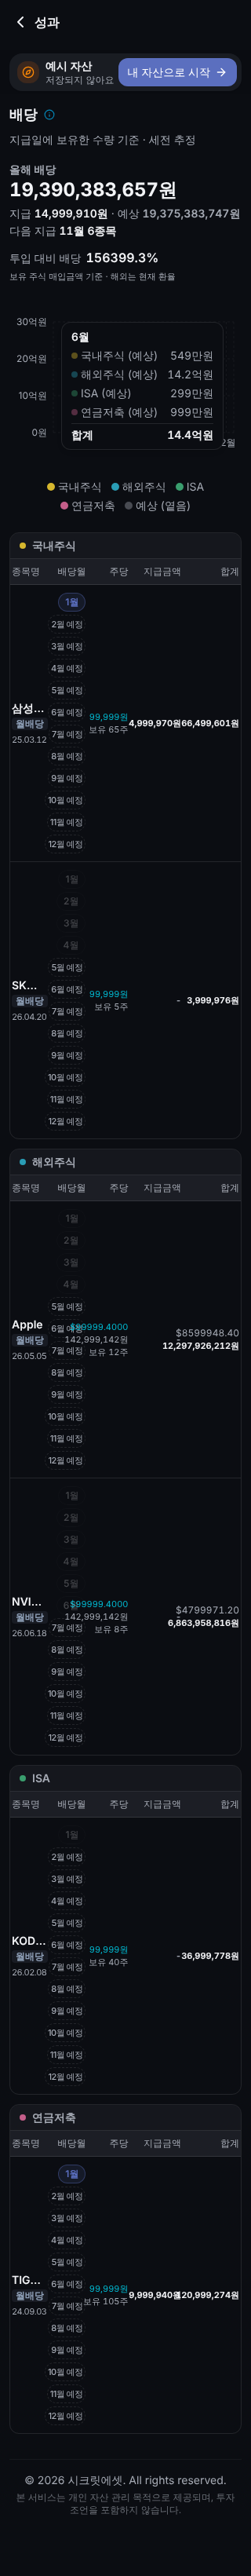 성과
예시 자산
저장되지 않아요
내 자산으로 시작 →
배당
지급일에 보유한 수량 기준 · 세전 추정
올해 배당
19,390,383,657원
지급 14,999,910원 · 예상 19,375,383,747원
다음 지급 11월 6종목
투입 대비 배당 156399.3%
보유 주식 매입금액 기준 · 해외는 현재 환율
30억원
20억원
10억원
0원
6월
국내주식 (예상) 549만원
해외주식 (예상) 14.2억원
ISA (예상) 299만원
연금저축 (예상) 999만원
합계 14.4억원
2월
국내주식 해외주식 ISA
연금저축 예상 (옅음)
국내주식
종목명 배당월 주당 지급금액 합계
삼성...
월배당
25.03.12
1월
2월 예정
3월 예정
4월 예정
5월 예정
6월 예정
7월 예정
8월 예정
9월 예정
10월 예정
11월 예정
12월 예정
99,999원
보유 65주
4,999,970원
66,499,601원
SK...
월배당
26.04.20
1월
2월
3월
4월
5월 예정
6월 예정
7월 예정
8월 예정
9월 예정
10월 예정
11월 예정
12월 예정
99,999원
보유 5주
-
3,999,976원
해외주식
종목명 배당월 주당 지급금액 합계
Apple
월배당
26.05.05
1월
2월
3월
4월
5월 예정
6월 예정
7월 예정
8월 예정
9월 예정
10월 예정
11월 예정
12월 예정
$99999.4000
142,999,142원
보유 12주
$8599948.40
12,297,926,212원
NVI...
월배당
26.06.18
1월
2월
3월
4월
5월
6월
7월 예정
8월 예정
9월 예정
10월 예정
11월 예정
12월 예정
$99999.4000
142,999,142원
보유 8주
$4799971.20
6,863,958,816원
ISA
종목명 배당월 주당 지급금액 합계
KOD...
월배당
26.02.08
1월
2월 예정
3월 예정
4월 예정
5월 예정
6월 예정
7월 예정
8월 예정
9월 예정
10월 예정
11월 예정
12월 예정
99,999원
보유 40주
-
36,999,778원
연금저축
종목명 배당월 주당 지급금액 합계
TIG...
월배당
24.09.03
1월
2월 예정
3월 예정
4월 예정
5월 예정
6월 예정
7월 예정
8월 예정
9월 예정
10월 예정
11월 예정
12월 예정
99,999원
보유 105주
9,999,940원
120,999,274원
© 2026 시크릿에셋. All rights reserved.
본 서비스는 개인 자산 관리 목적으로 제공되며, 투자
조언을 포함하지 않습니다.